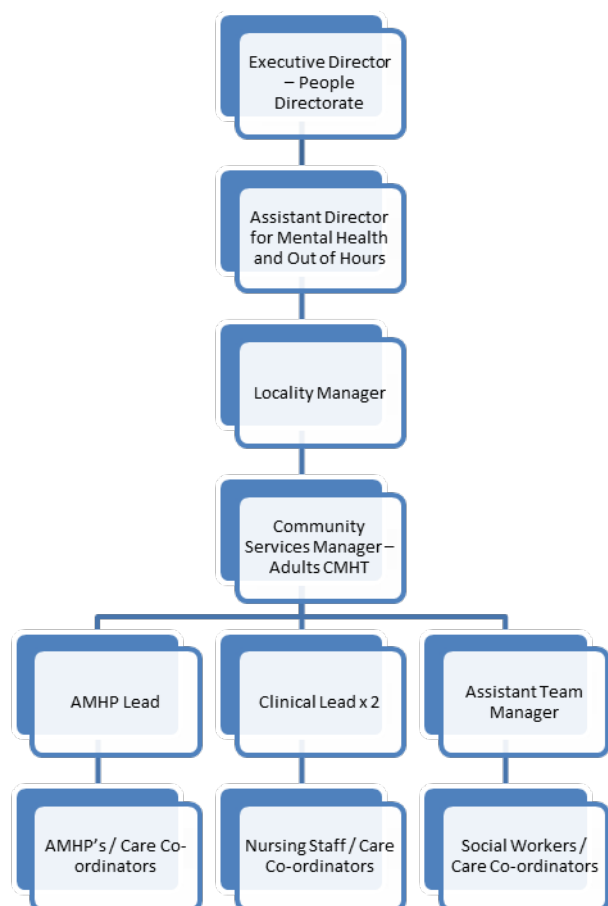 Executive Director
– People
Directorate
Assistant Director
for Mental Health
and Out of Hours
Locality Manager
Community
Services Manager –
Adults CMHT
AMHP Lead
Clinical Lead x 2
Assistant Team
Manager
AMHP's / Care Co-
ordinators
Nursing Staff / Care
Co-ordinators
Social Workers /
Care Co-ordinators